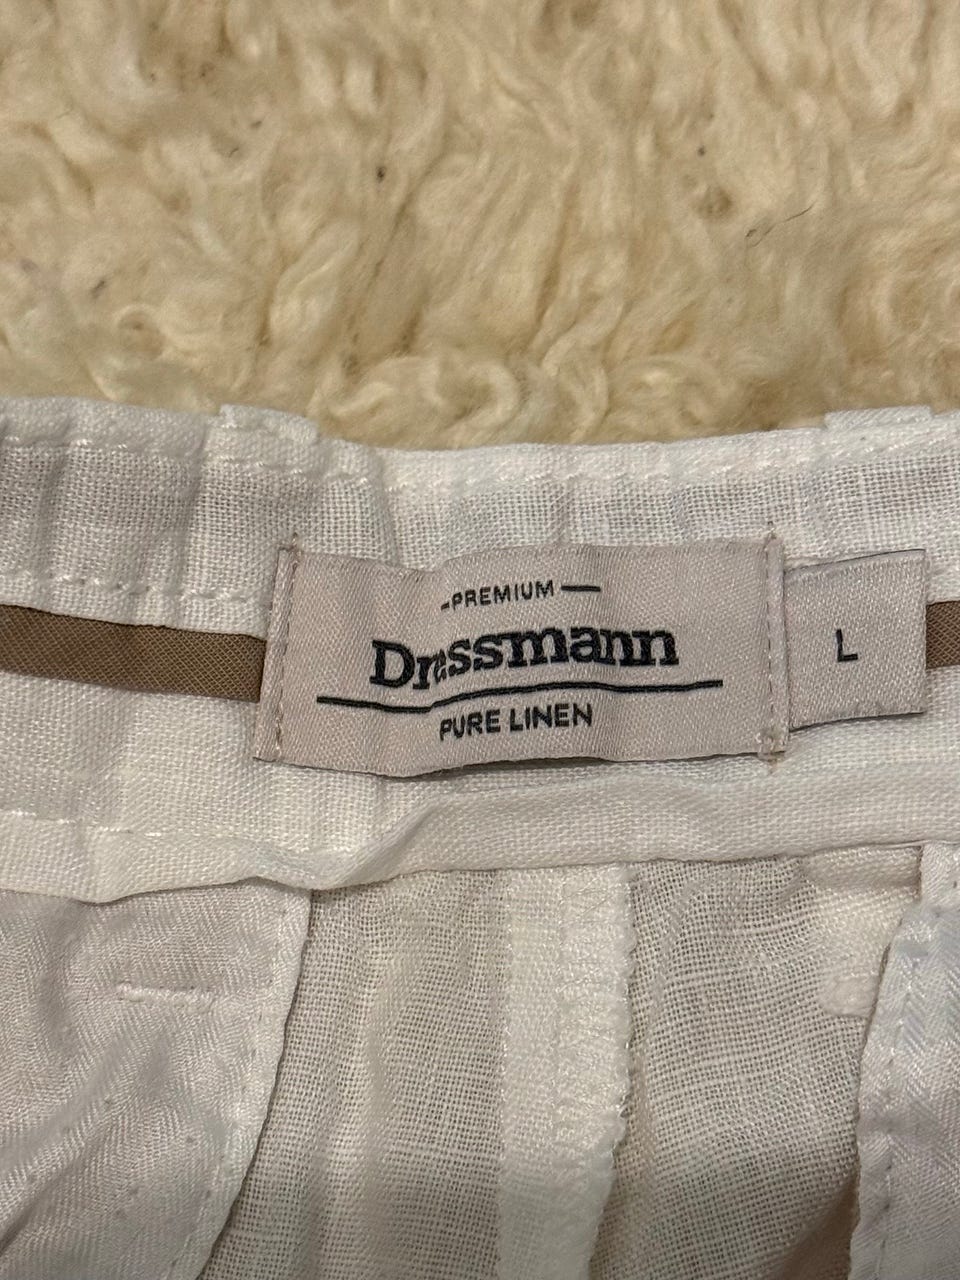 PREMIUM
Dressmann
PURE LINEN
L